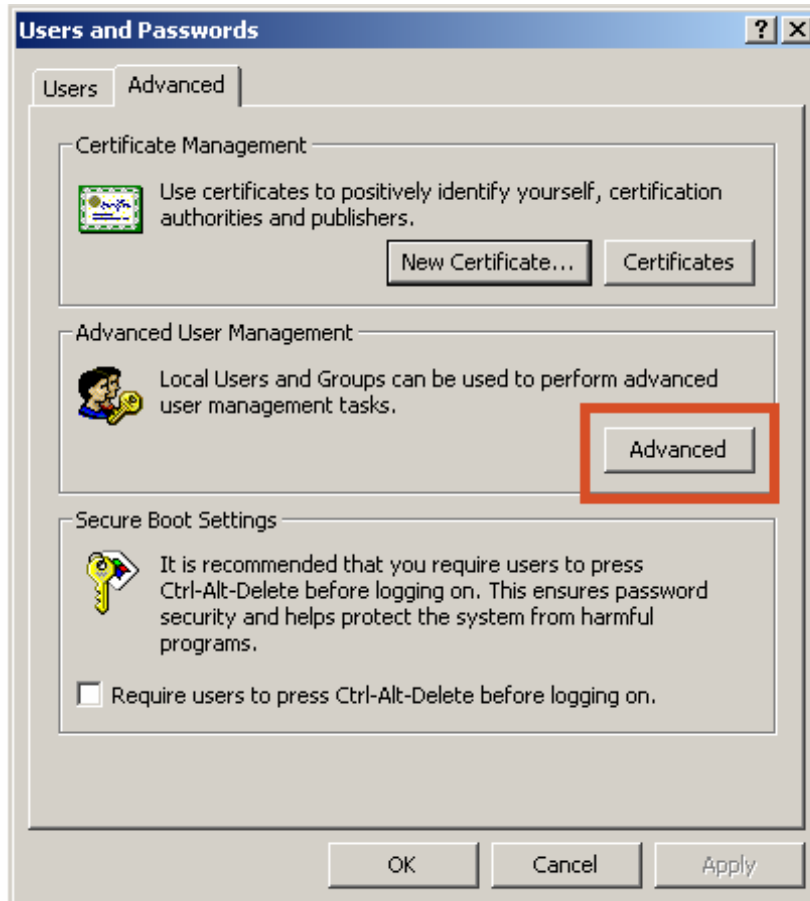 Users and Passwords
Users
Advanced
Certificate Management
Use certificates to positively identify yourself, certification
authorities and publishers.
New Certificate...
Certificates
Advanced User Management
Local Users and Groups can be used to perform advanced
user management tasks.
Advanced
Secure Boot Settings
It is recommended that you require users to press
Ctrl-Alt-Delete before logging on. This ensures password
security and helps protect the system from harmful
programs.
Require users to press Ctrl-Alt-Delete before logging on.
OK
Cancel
Apply